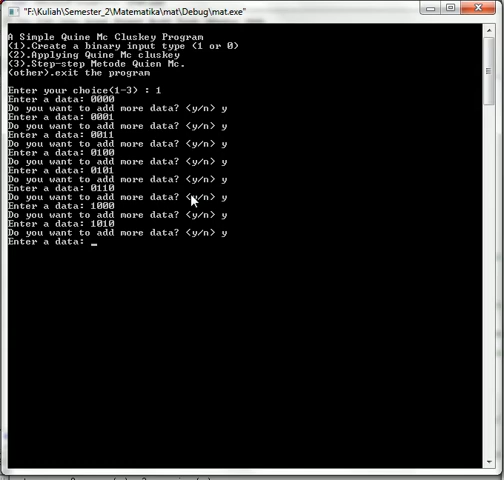 "F:\Kuliah\Semester_2\Matematika\mat\Debug\mat.exe"
A Simple Quine Mc Cluskey Program
(1).Create a binary input type (1 or 0)
(2).Applying Quine Mc cluskey
(3).Step-step Metode Quien Mc.
(other).exit the program
Enter your choice(1-3) : 1
Enter a data: 0000
Do you want to add more data? <y/n> y
Enter a data: 0001
Do you want to add more data? <y/n> y
Enter a data: 0011
Do you want to add more data? <y/n> y
Enter a data: 0100
Do you want to add more data? <y/n> y
Enter a data: 0101
Do you want to add more data? <y/n> y
Enter a data: 0110
Do you want to add more data? <y/n> y
Enter a data: 1000
Do you want to add more data? <y/n> y
Enter a data: 1010
Do you want to add more data? <y/n> y
Enter a data: _